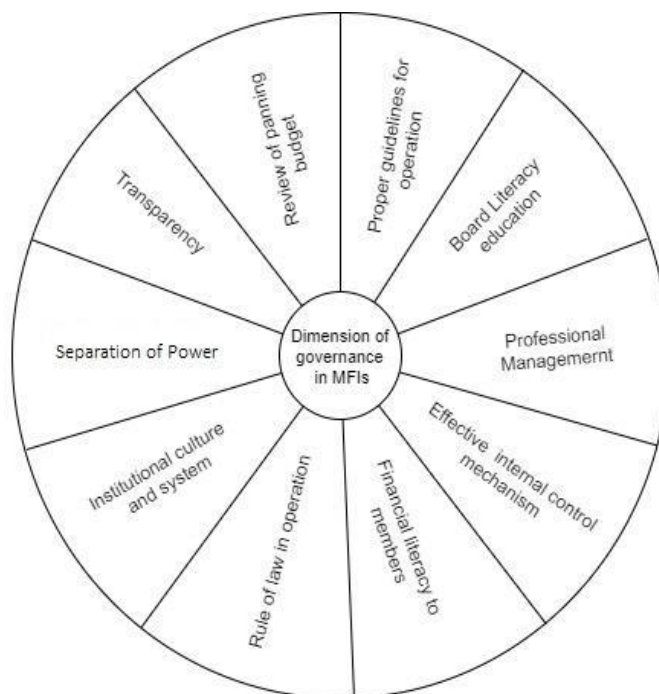 Dimension of
governance
in MFIs
Proper guidelines for
operation
Board Literacy
education
Professional
Managemernt
Effective internal control
mechanism
Financial literacy to
members
Rule of law in operation
Institutional culture
and system
Separation of Power
Transparency
Review of panning
budget